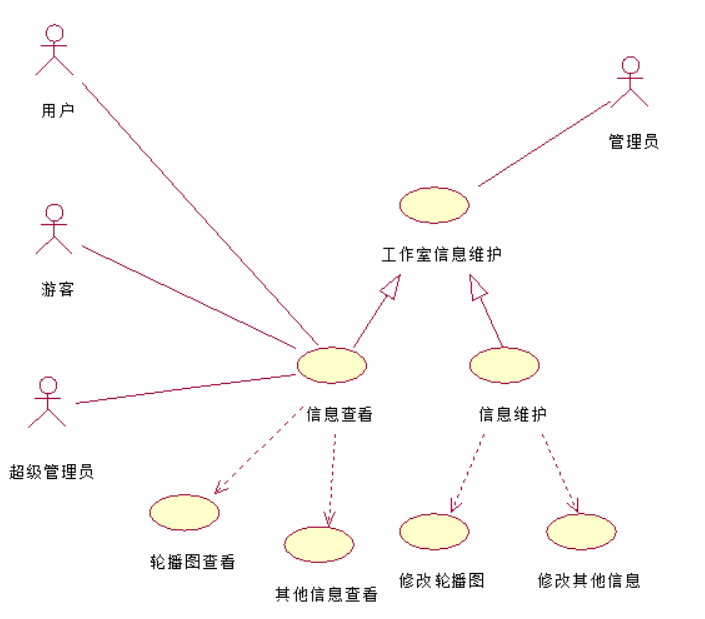 用户
管理员
工作室信息维护
游客
信息查看
信息维护
超级管理员
轮播图查看
其他信息查看
修改轮播图
修改其他信息